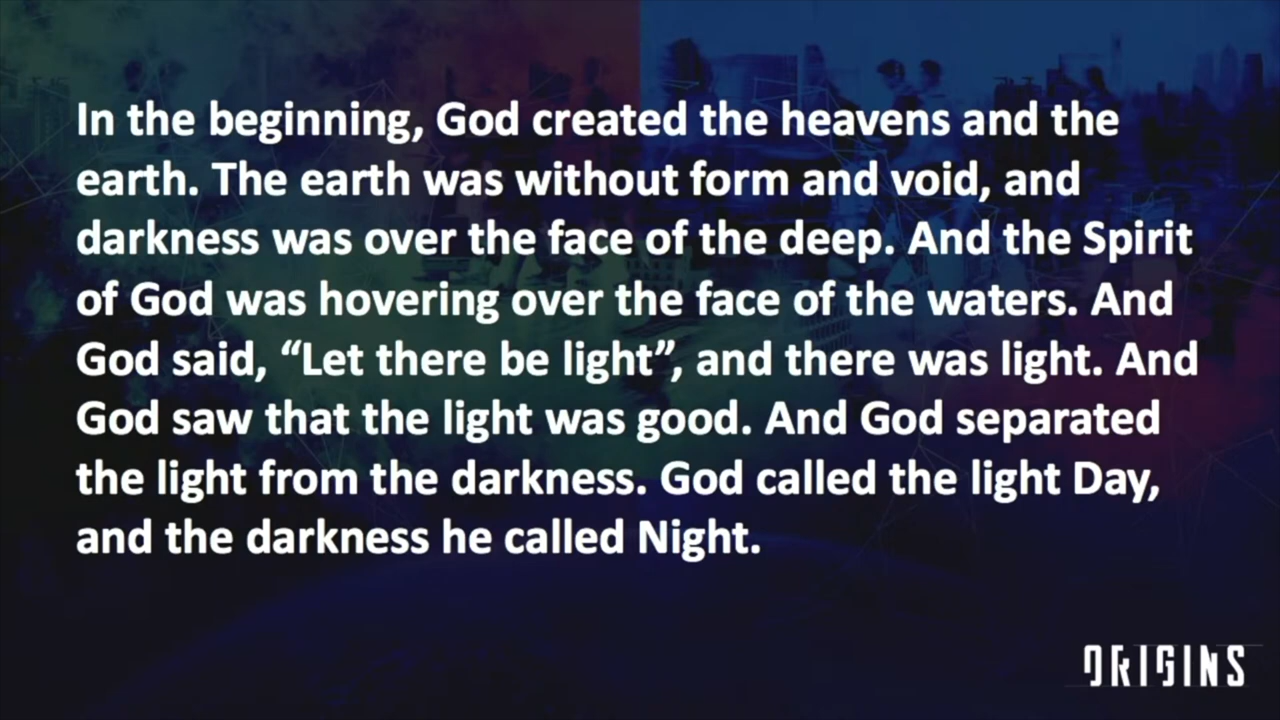 In the beginning, God created the heavens and the
earth. The earth was without form and void, and
darkness was over the face of the deep. And the Spirit
of God was hovering over the face of the waters. And
God said, “Let there be light”, and there was light. And
God saw that the light was good. And God separated
the light from the darkness. God called the light Day,
and the darkness he called Night.
ORIGINS